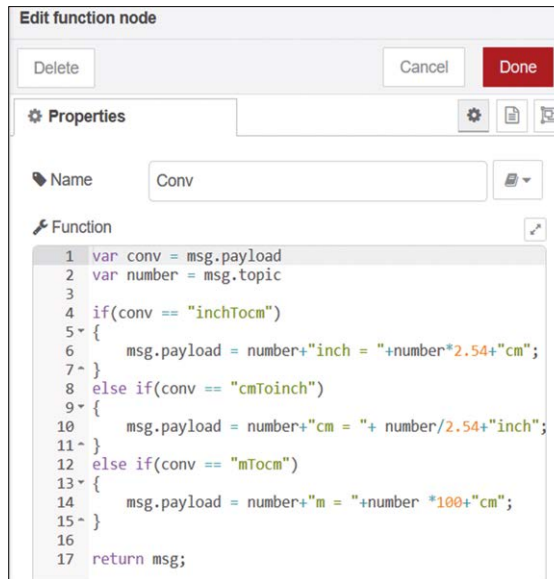 Edit function node
Delete Cancel Done
Properties
Name Conv
Function
1 var conv = msg.payload
2 var number = msg.topic
3
4 if(conv == "inchTocm")
5 {
6 msg.payload = number+"inch = "+number*2.54+"cm";
7 }
8 else if(conv == "cmToinch")
9 {
10 msg.payload = number+"cm = "+ number/2.54+"inch";
11 }
12 else if(conv == "mTocm")
13 {
14 msg.payload = number+"m = "+number *100+"cm";
15 }
16
17 return msg;